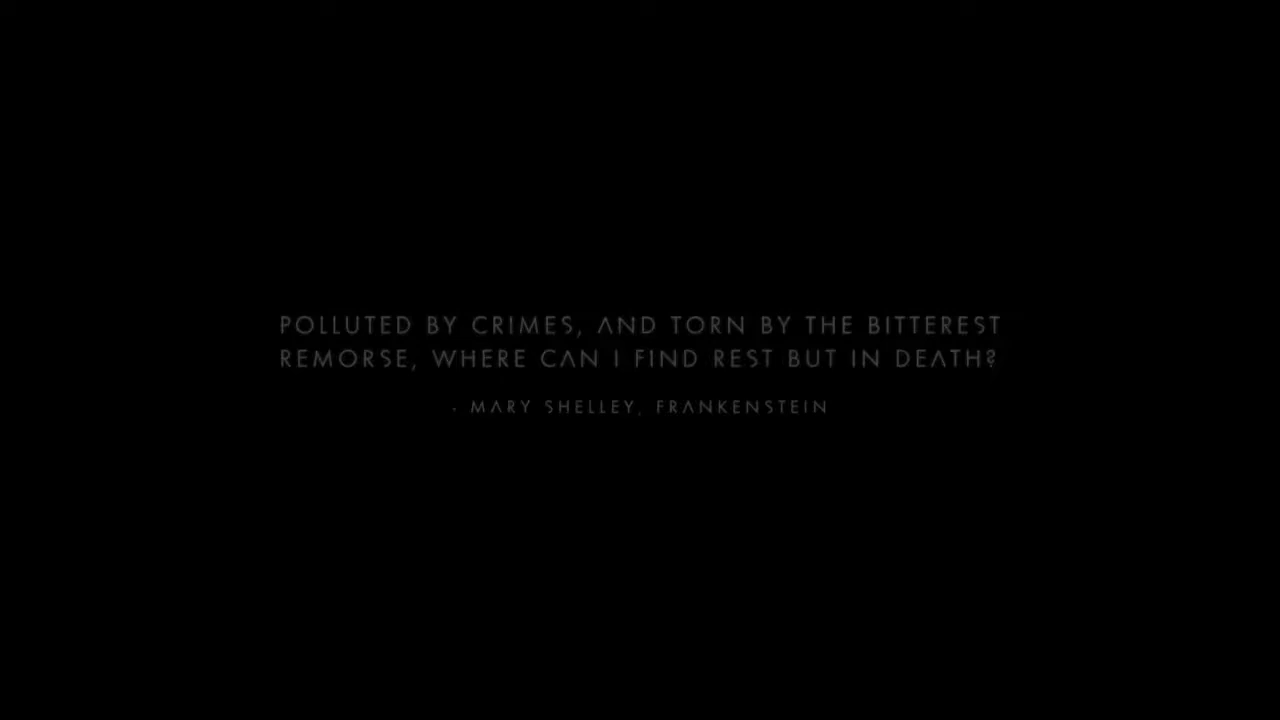 POLLUTED BY CRIMES, AND TORN BY THE BITTEREST
REMORSE, WHERE CAN I FIND REST BUT IN DEATH?
- MARY SHELLEY, FRANKENSTEIN